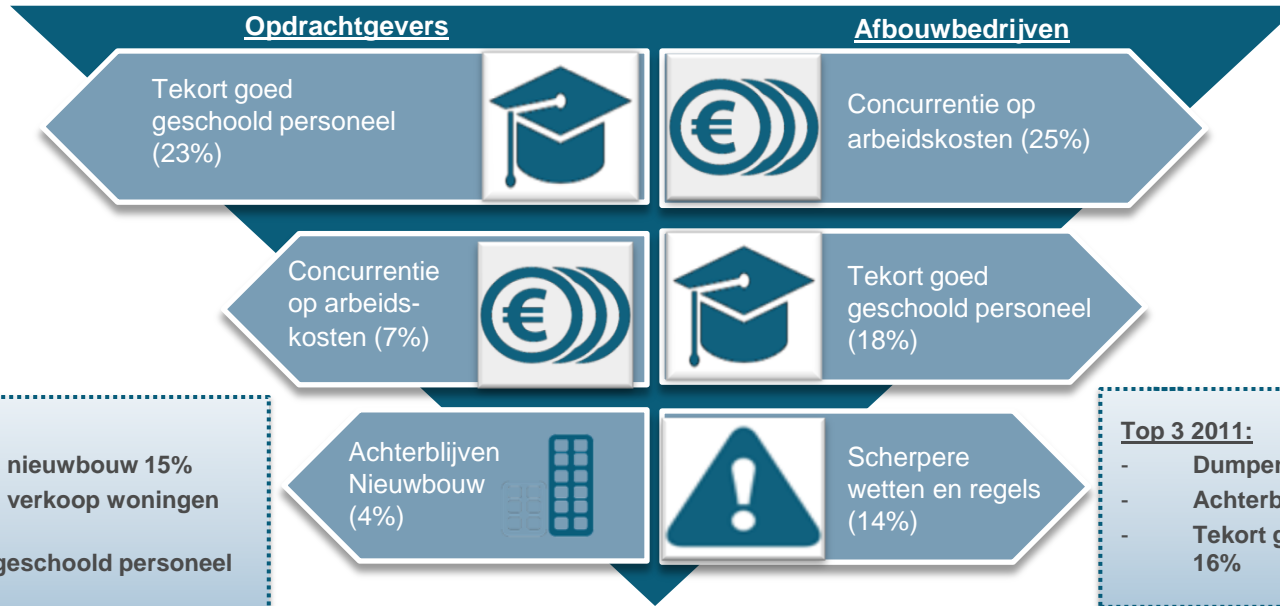 Opdrachtgevers
Tekort goed
geschoold personeel
(23%)
Concurrentie
op arbeids-
kosten (7%)
Achterblijven
Nieuwbouw
(4%)
Afbouwbedrijven
Concurrentie op
arbeidskosten (25%)
Tekort goed
geschoold personeel
(18%)
Scherpere
wetten en regels
(14%)
nieuwbouw 15%
verkoop woningen
geschoold personeel
Top 3 2011:
- Dumpen
- Achterb
- Tekort g
16%